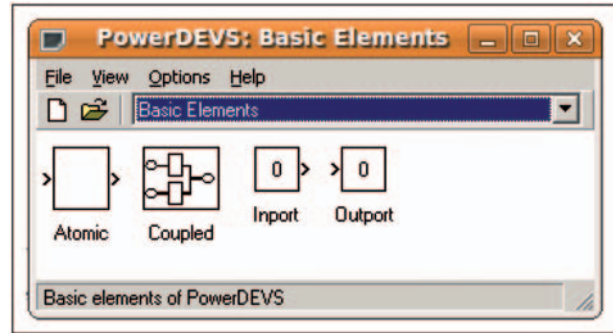 PowerDEVS: Basic Elements
File View Options Help
Basic Elements
0 0
Atomic Coupled Inport Outport
Basic elements of PowerDEVS